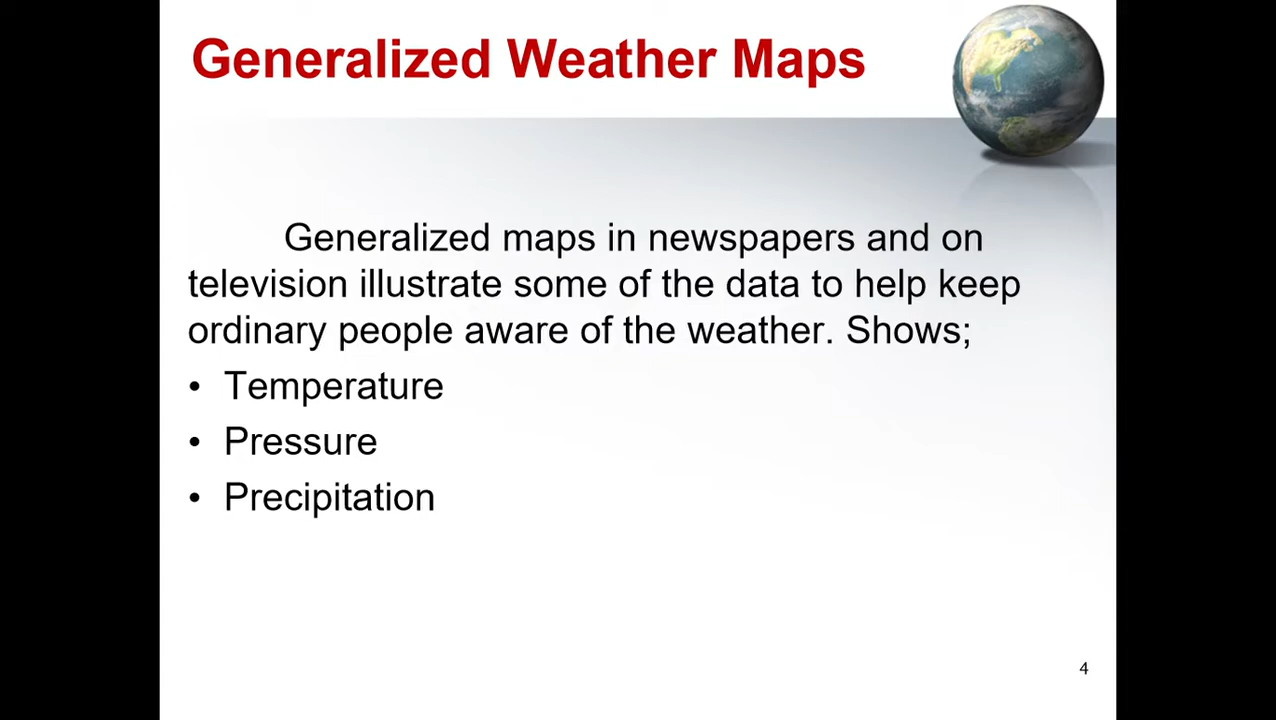 Generalized Weather Maps
Generalized maps in newspapers and on
television illustrate some of the data to help keep
ordinary people aware of the weather. Shows;
• Temperature
• Pressure
• Precipitation
4